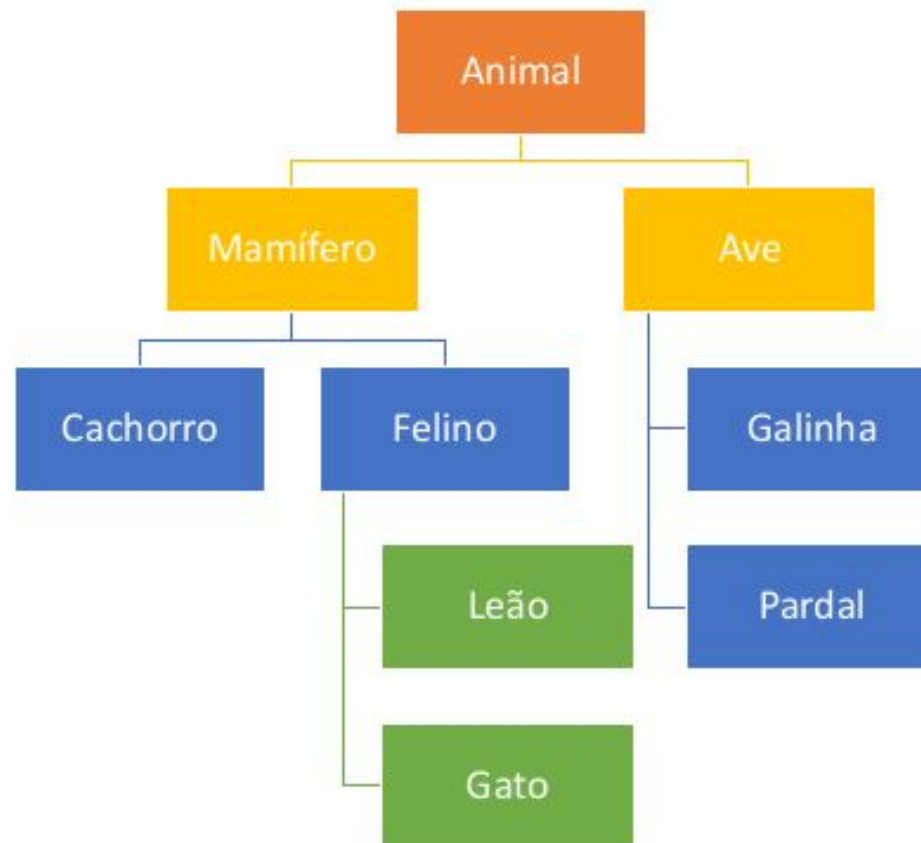 Animal
Mamífero
Ave
Cachorro
Felino
Galinha
Leão
Pardal
Gato